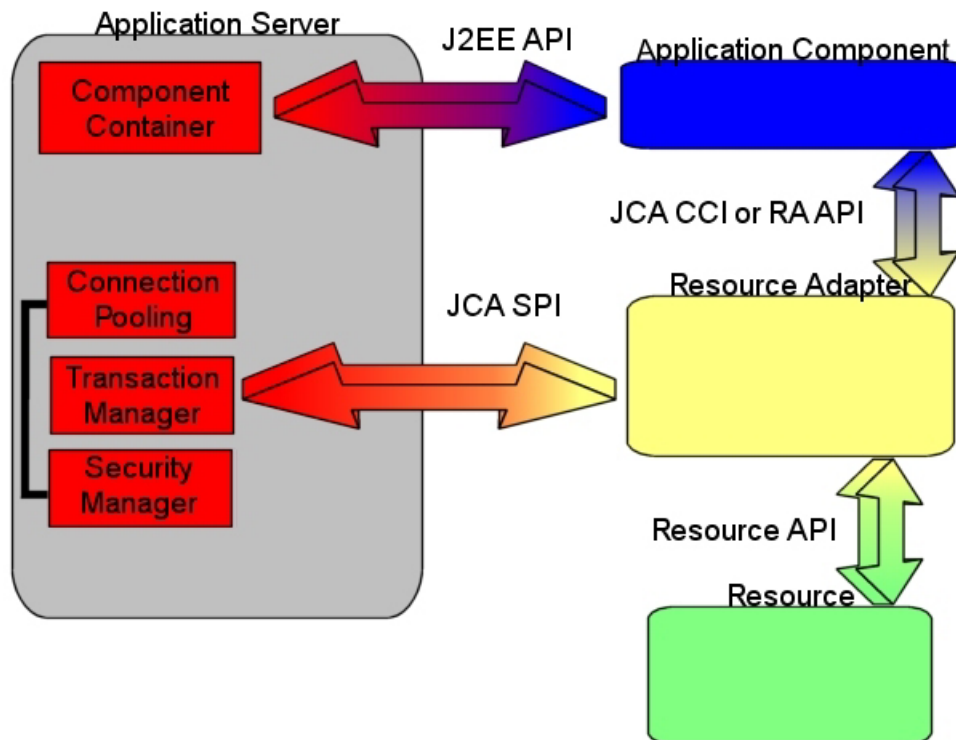 Application Server
J2EE API
Application Component
Component
Container
JCA CCI or RA API
Connection
Pooling
JCA SPI
Resource Adapter
Transaction
Manager
Security
Manager
Resource API
Resource